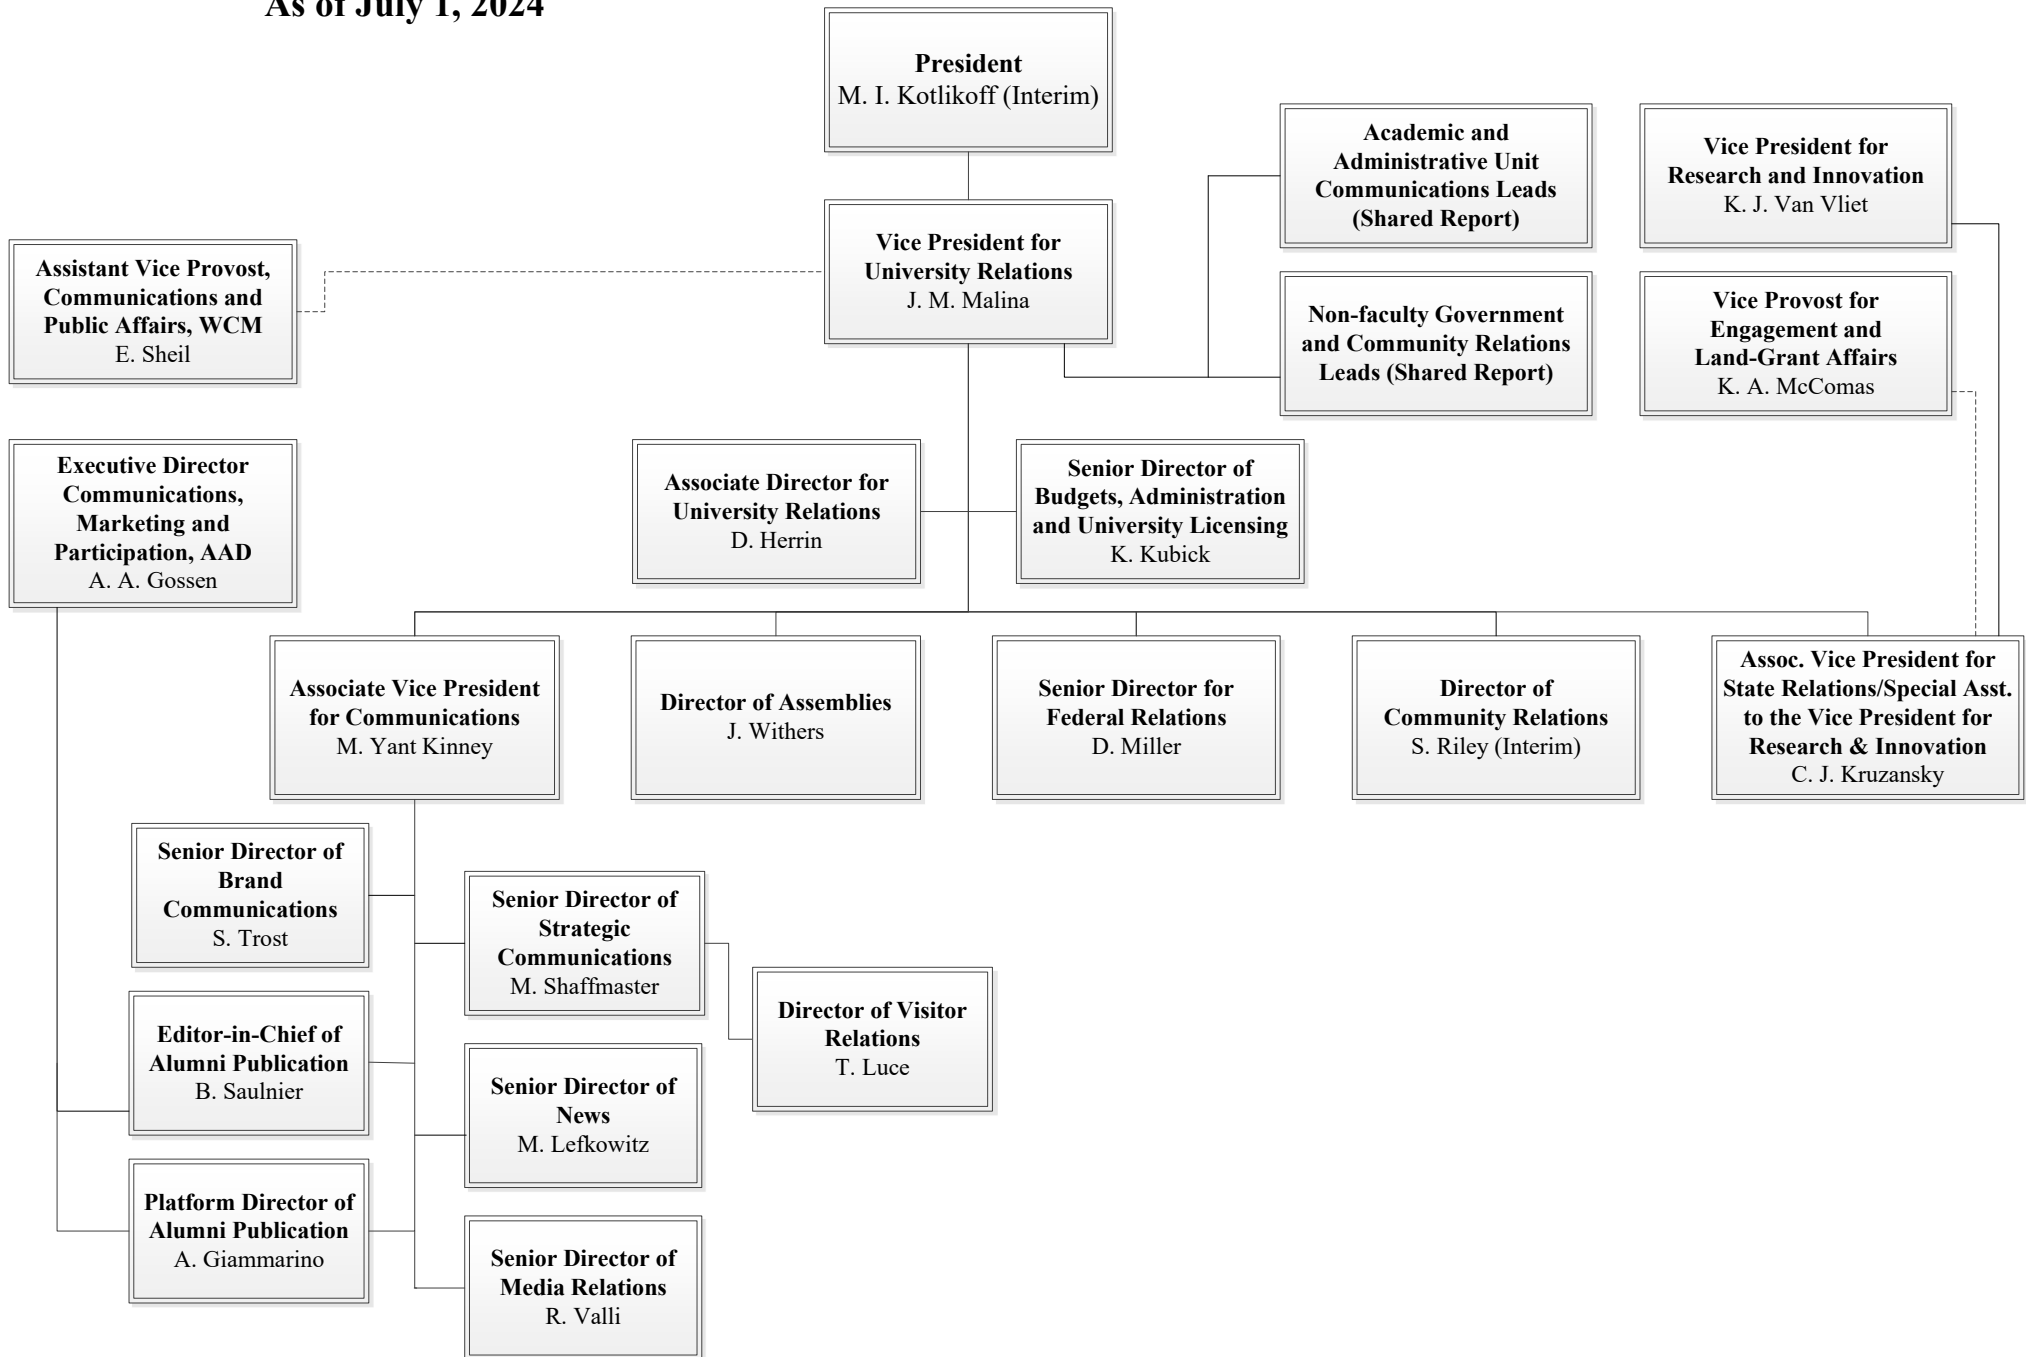 As of July 1, 2024
President
M. I. Kotlikoff (Interim)
Academic and
Administrative Unit
Communications Leads
(Shared Report)
Vice President for
Research and Innovation
K. J. Van Vliet
Vice President for
University Relations
J. M. Malina
Assistant Vice Provost,
Communications and
Public Affairs, WCM
E. Sheil
Non-faculty Government
and Community Relations
Leads (Shared Report)
Vice Provost for
Engagement and
Land-Grant Affairs
K. A. McComas
Executive Director
Communications,
Marketing and
Participation, AAD
A. A. Gossen
Associate Director for
University Relations
D. Herrin
Senior Director of
Budgets, Administration
and University Licensing
K. Kubick
Associate Vice President
for Communications
M. Yant Kinney
Director of Assemblies
J. Withers
Senior Director for
Federal Relations
D. Miller
Director of
Community Relations
S. Riley (Interim)
Assoc. Vice President for
State Relations/Special Asst.
to the Vice President for
Research & Innovation
C. J. Kruzansky
Senior Director of
Brand
Communications
S. Trost
Senior Director of
Strategic
Communications
M. Shaffmaster
Director of Visitor
Relations
T. Luce
Editor-in-Chief of
Alumni Publication
B. Saulnier
Senior Director of
News
M. Lefkowitz
Platform Director of
Alumni Publication
A. Giammarino
Senior Director of
Media Relations
R. Valli